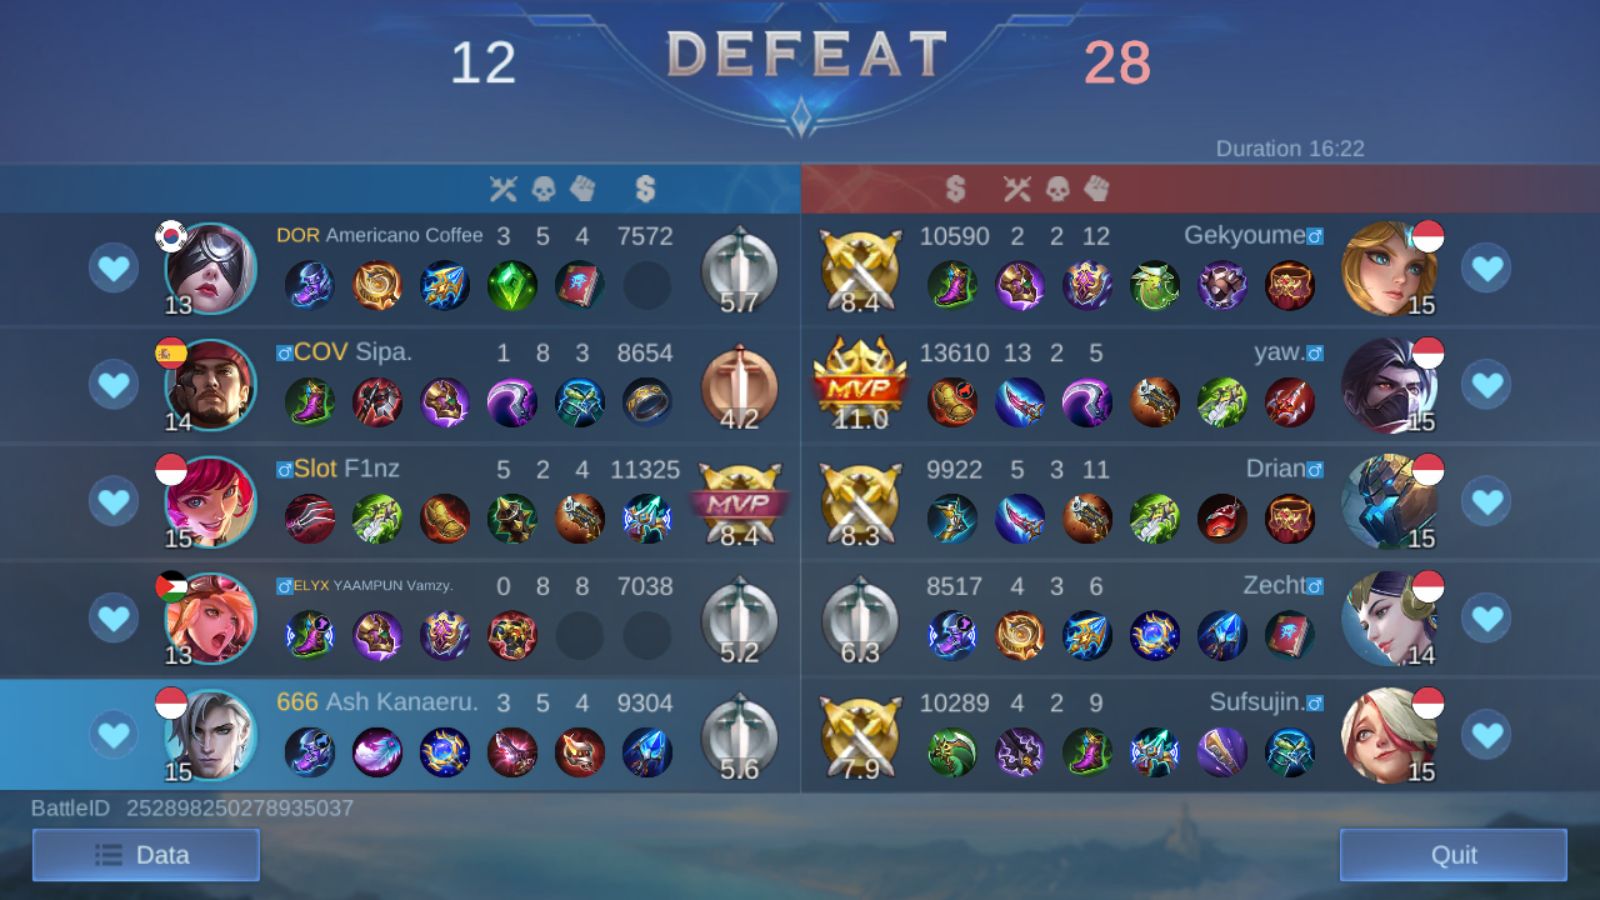 12 DEFEAT 28
Duration 16:22
DOR Americano Coffee 3 5 4 7572
13 5.7
8.4 10590 2 2 12 Gekyoume
15
COV Sipa. 1 8 3 8654
14 4.2
MVP 11.0 13610 13 2 5 yaw.
15
Slot F1nz 5 2 4 11325
15 MVP 8.4
8.3 9922 5 3 11 Drian
15
ELYX YAAMPUN Vamzy. 0 8 8 7038
13 5.2
6.3 8517 4 3 6 Zecht
14
666 Ash Kanaeru. 3 5 4 9304
15 5.6
7.9 10289 4 2 9 Sufsujin.
15
BattleID 252898250278935037
Data
Quit